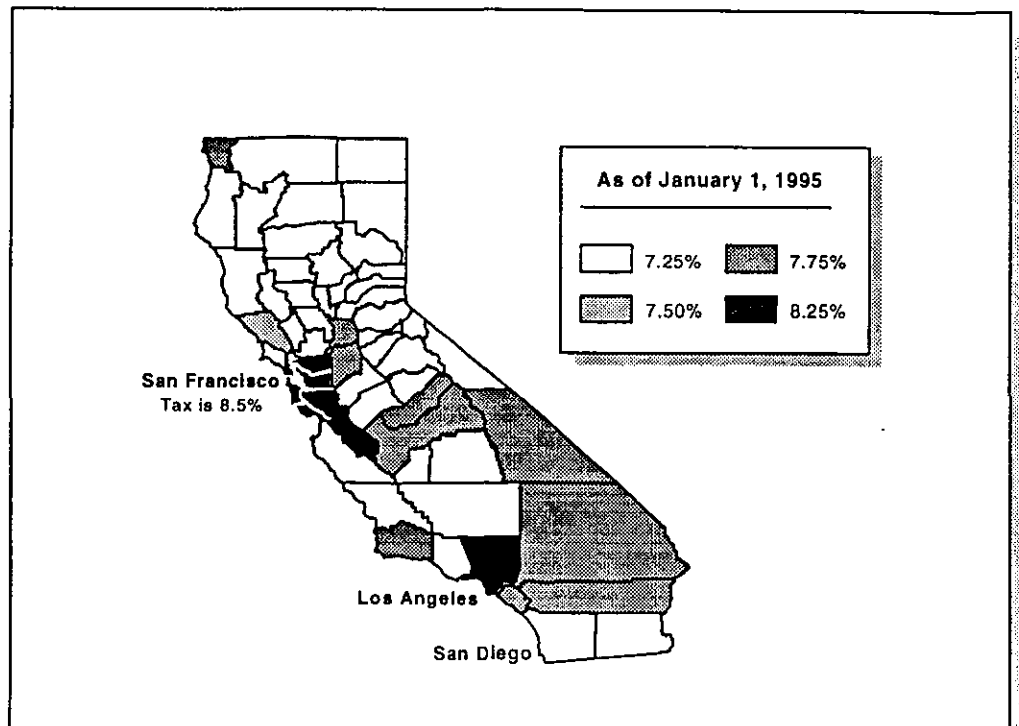 As of January 1, 1995
7.25% 7.75%
7.50% 8.25%
San Francisco
Tax is 8.5%
Los Angeles
San Diego